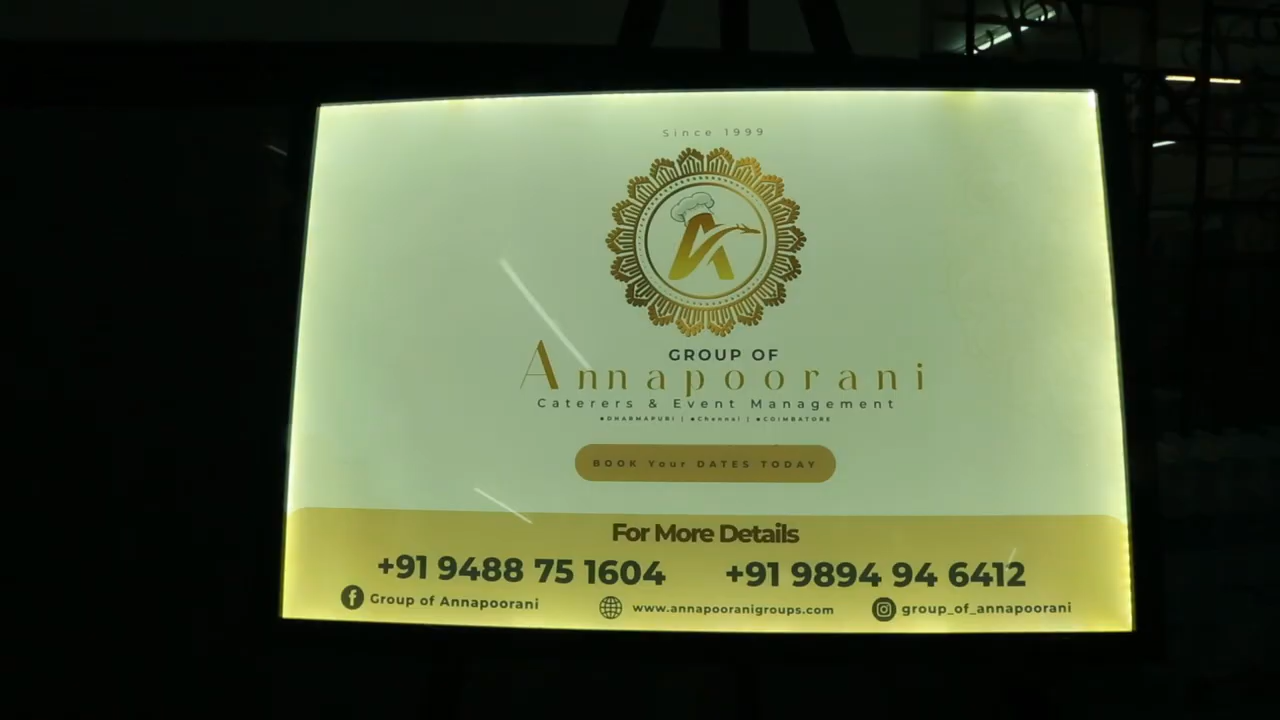 Since 1999
A
GROUP OF
Annapoorani
Caterers & Event Management
●DHARMAPURI | ●Chennai | ●COIMBATORE
BOOK Your DATES TODAY
For More Details
+91 9488 75 1604 +91 9894 94 6412
Group of Annapoorani www.annapooranigroups.com group_of_annapoorani